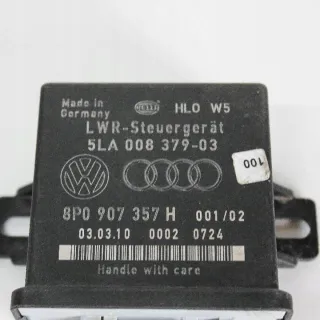 Made in
Germany
HELLA
HLO W5
LWR-Steuergerät
5LA 008 379-03
100
8P0 907 357 H 001/02
03.03.10 0002 0724
Handle with care